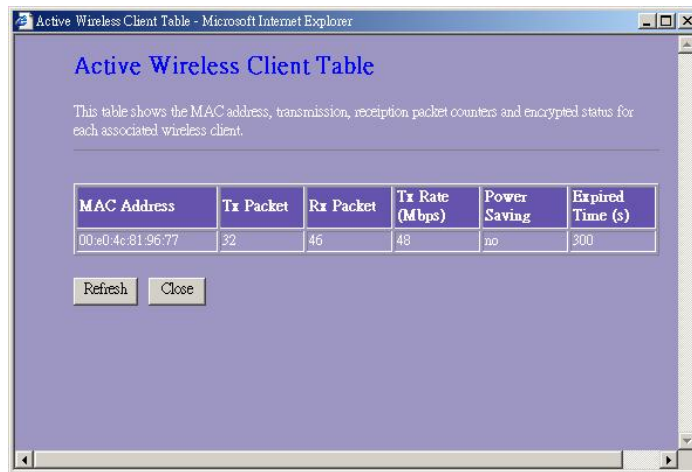 Active Wireless Client Table - Microsoft Internet Explorer
Active Wireless Client Table
This table shows the MAC address, transmission, receiption packet counters and encrypted status for
each associated wireless client.
MAC Address Tx Packet Rx Packet Tx Rate (Mbps) Power Saving Expired Time (s)
00:e0:4c:81:96:77 32 46 48 no 300
Refresh Close